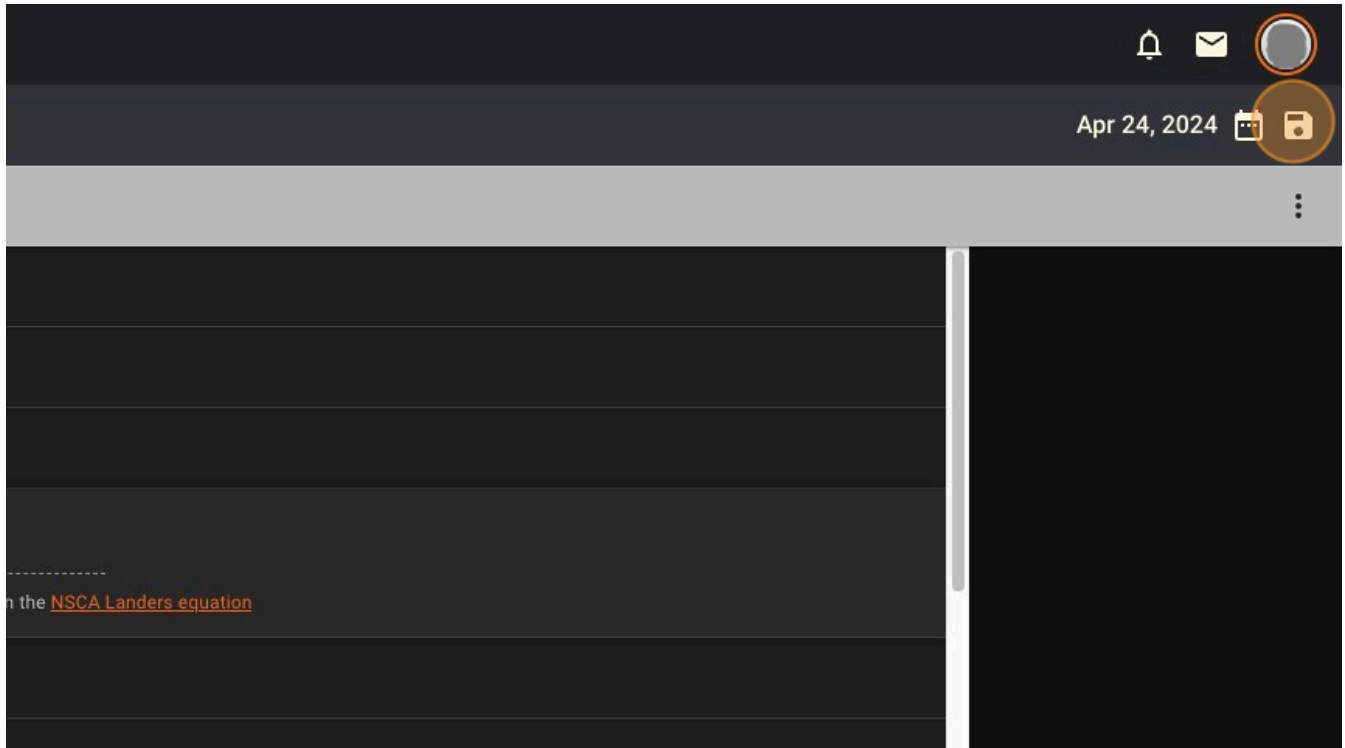 Apr 24, 2024
-------------
n the NSCA Landers equation